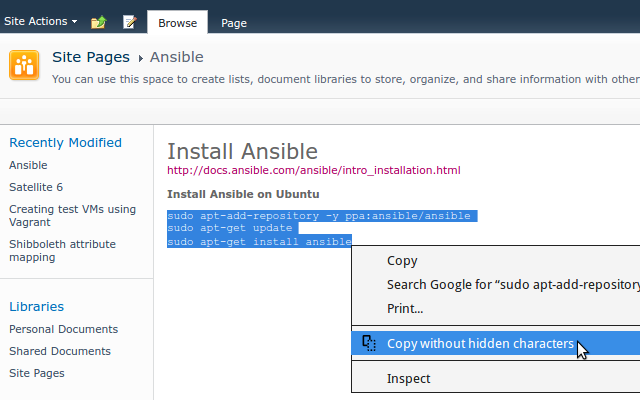 Site Actions
Browse
Page
Site Pages ▸ Ansible
You can use this space to create lists, document libraries to store, organize, and share information with other
Recently Modified
Ansible
Satellite 6
Creating test VMs using
Vagrant
Shibboleth attribute
mapping
Libraries
Personal Documents
Shared Documents
Site Pages
Install Ansible
http://docs.ansible.com/ansible/intro_installation.html
Install Ansible on Ubuntu
sudo apt-add-repository -y ppa:ansible/ansible
sudo apt-get update
sudo apt-get install ansible
Copy
Search Google for “sudo apt-add-repository
Print...
Copy without hidden characters
Inspect